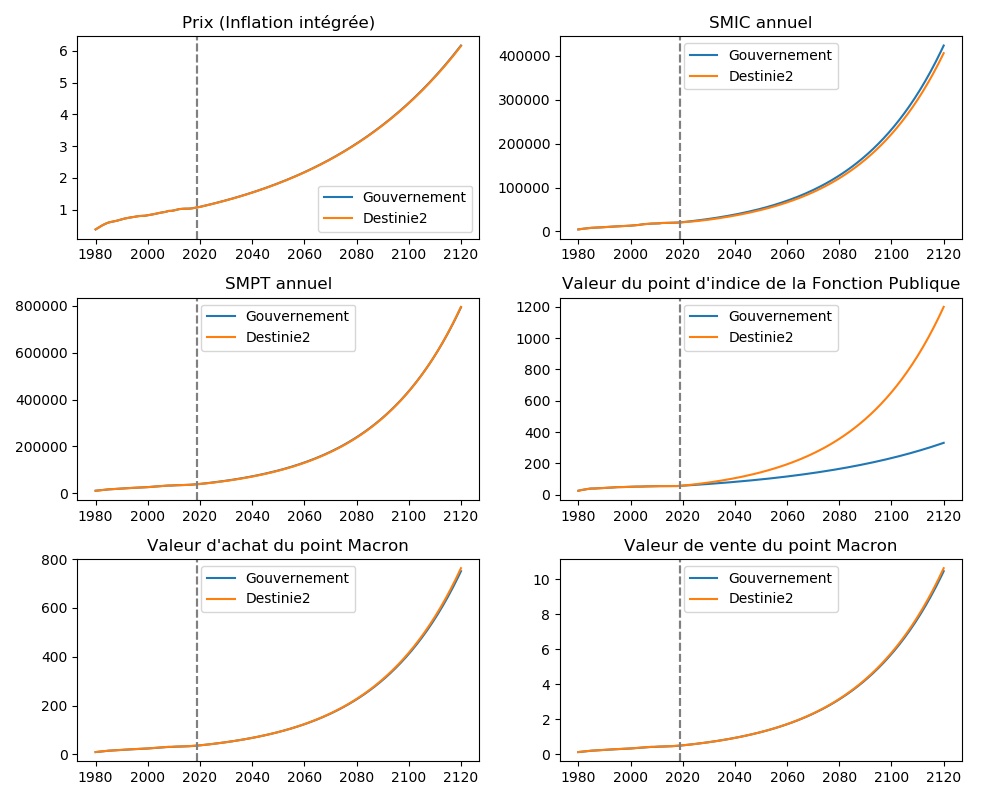 Prix (Inflation intégrée)
6
5
4
3
2
1
1980 2000 2020 2040 2060 2080 2100 2120
Gouvernement
Destinie2
SMIC annuel
400000
300000
200000
100000
0
1980 2000 2020 2040 2060 2080 2100 2120
Gouvernement
Destinie2
SMPT annuel
800000
600000
400000
200000
0
1980 2000 2020 2040 2060 2080 2100 2120
Gouvernement
Destinie2
Valeur du point d'indice de la Fonction Publique
1200
1000
800
600
400
200
0
1980 2000 2020 2040 2060 2080 2100 2120
Gouvernement
Destinie2
Valeur d'achat du point Macron
800
600
400
200
0
1980 2000 2020 2040 2060 2080 2100 2120
Gouvernement
Destinie2
Valeur de vente du point Macron
10
8
6
4
2
0
1980 2000 2020 2040 2060 2080 2100 2120
Gouvernement
Destinie2